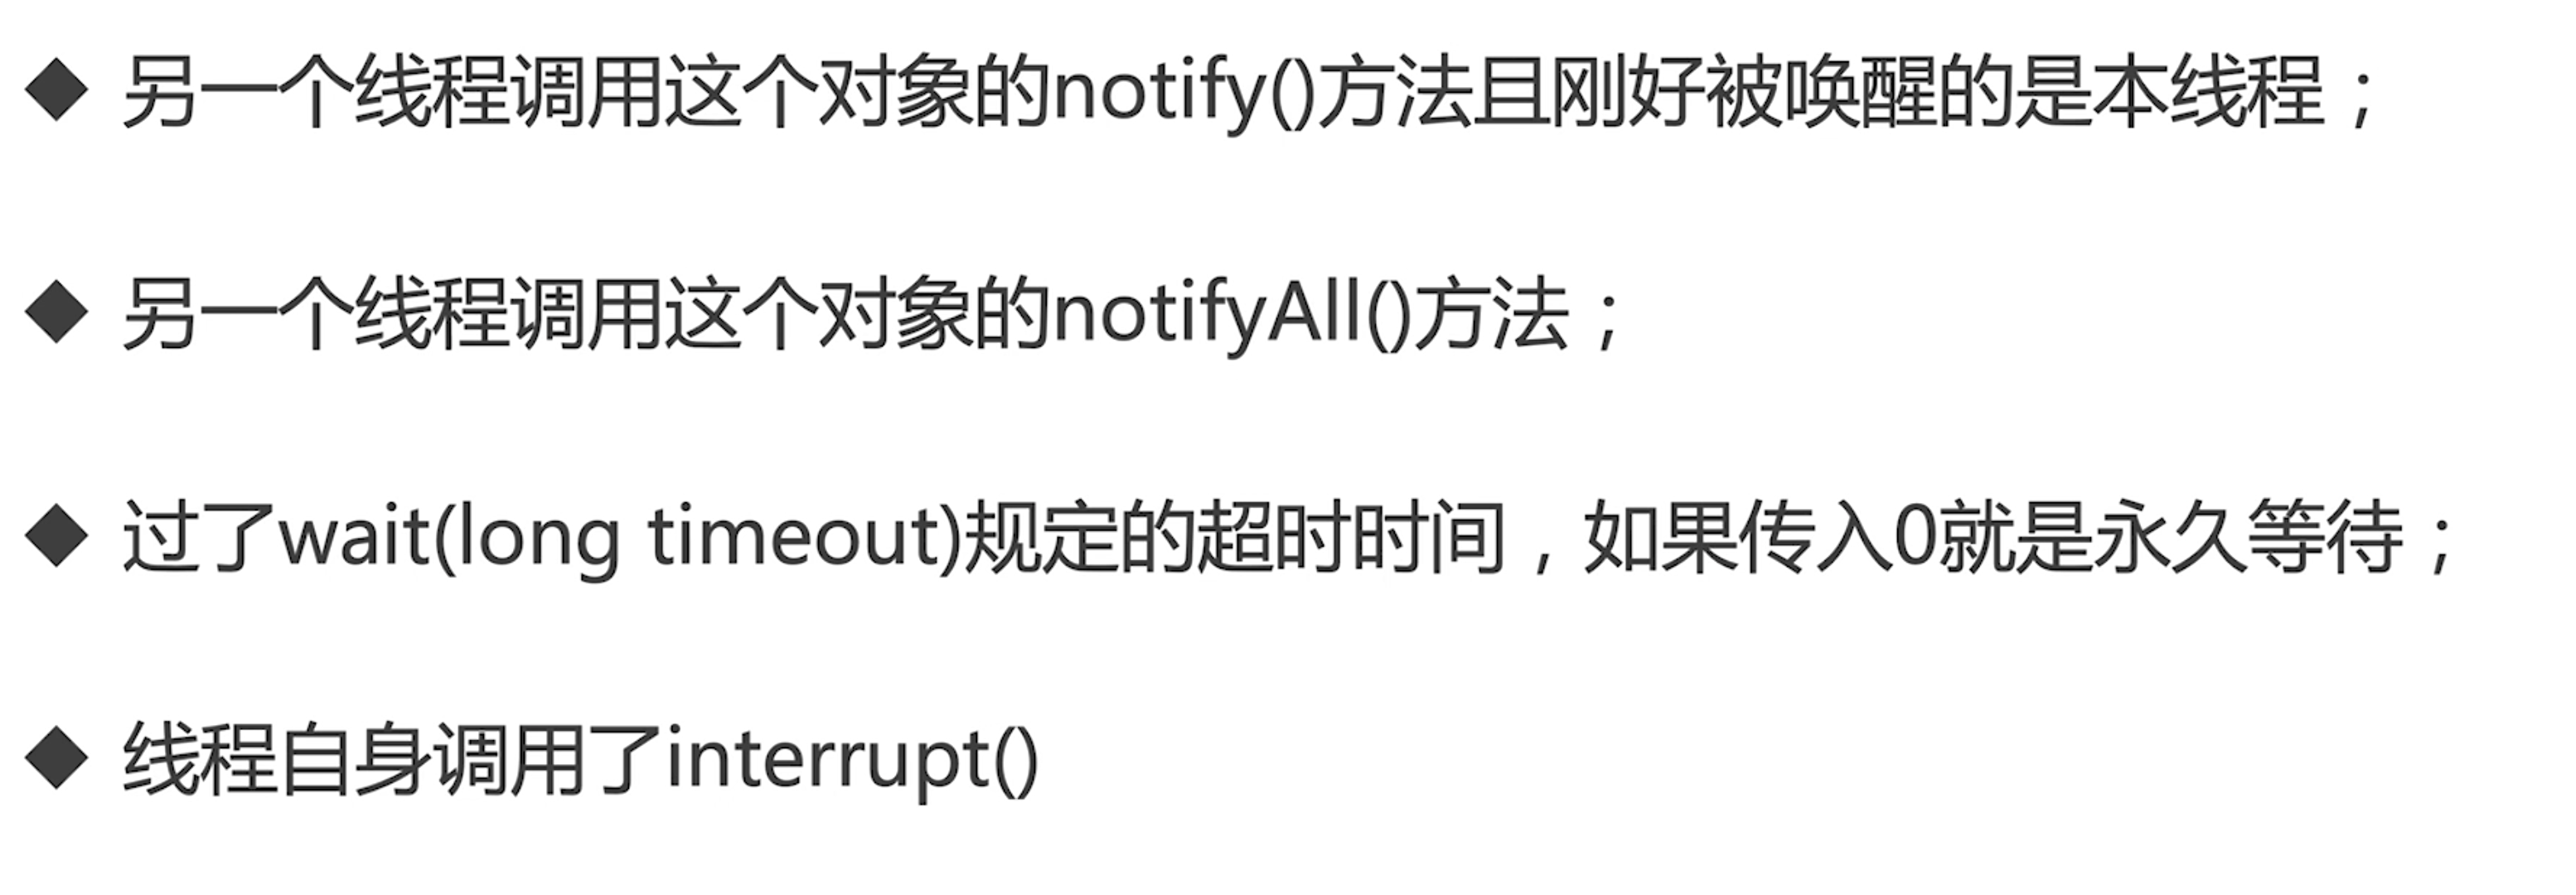 ◆ 另一个线程调用这个对象的notify()方法且刚好被唤醒的是本线程；
◆ 另一个线程调用这个对象的notifyAll()方法；
◆ 过了wait(long timeout)规定的超时时间，如果传入0就是永久等待；
◆ 线程自身调用了interrupt()